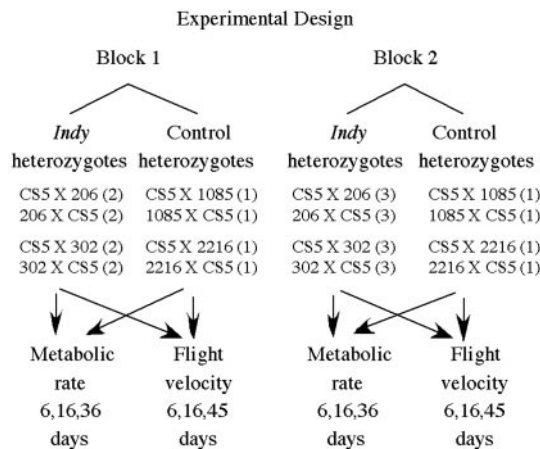 Experimental Design
Block 1 Block 2
Indy Control Indy Control
heterozygotes heterozygotes heterozygotes heterozygotes
CS5 X 206 (2) CS5 X 1085 (1) CS5 X 206 (3) CS5 X 1085 (1)
206 X CS5 (2) 1085 X CS5 (1) 206 X CS5 (3) 1085 X CS5 (1)
CS5 X 302 (2) CS5 X 2216 (1) CS5 X 302 (3) CS5 X 2216 (1)
302 X CS5 (2) 2216 X CS5 (1) 302 X CS5 (3) 2216 X CS5 (1)
Metabolic Flight Metabolic Flight
rate velocity rate velocity
6,16,36 6,16,45 6,16,36 6,16,45
days days days days